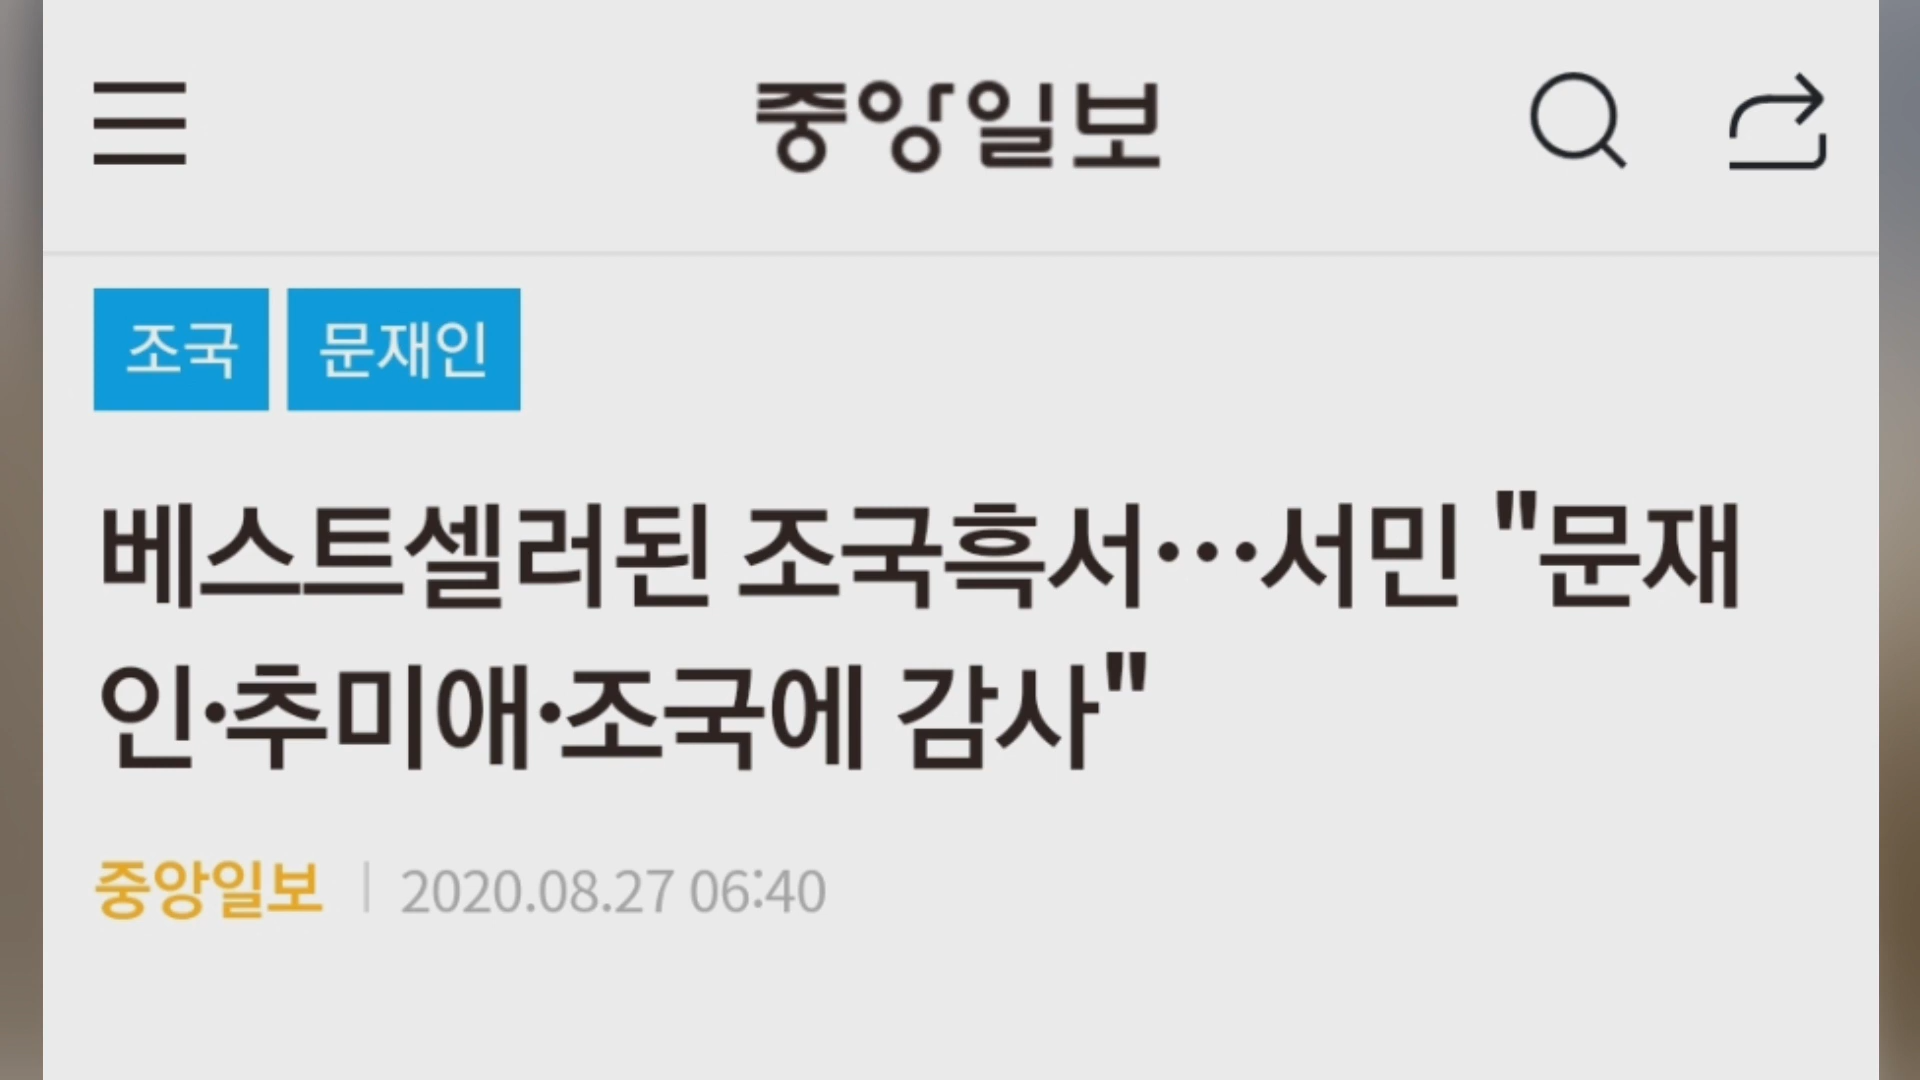 중앙일보
조국 문재인
베스트셀러된 조국흑서…서민 "문재
인·추미애·조국에 감사"
중앙일보 | 2020.08.27 06:40